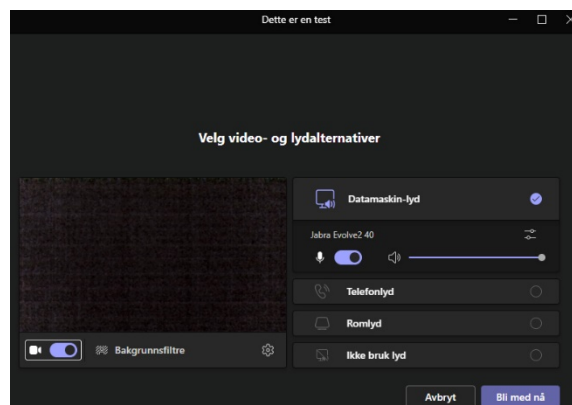 Dette er en test
Velg video- og lydalternativer
Datamaskin-lyd
Jabra Evolve2 40
Telefonlyd
Romlyd
Bakgrunnsfiltre
Ikke bruk lyd
Avbryt
Bli med nå